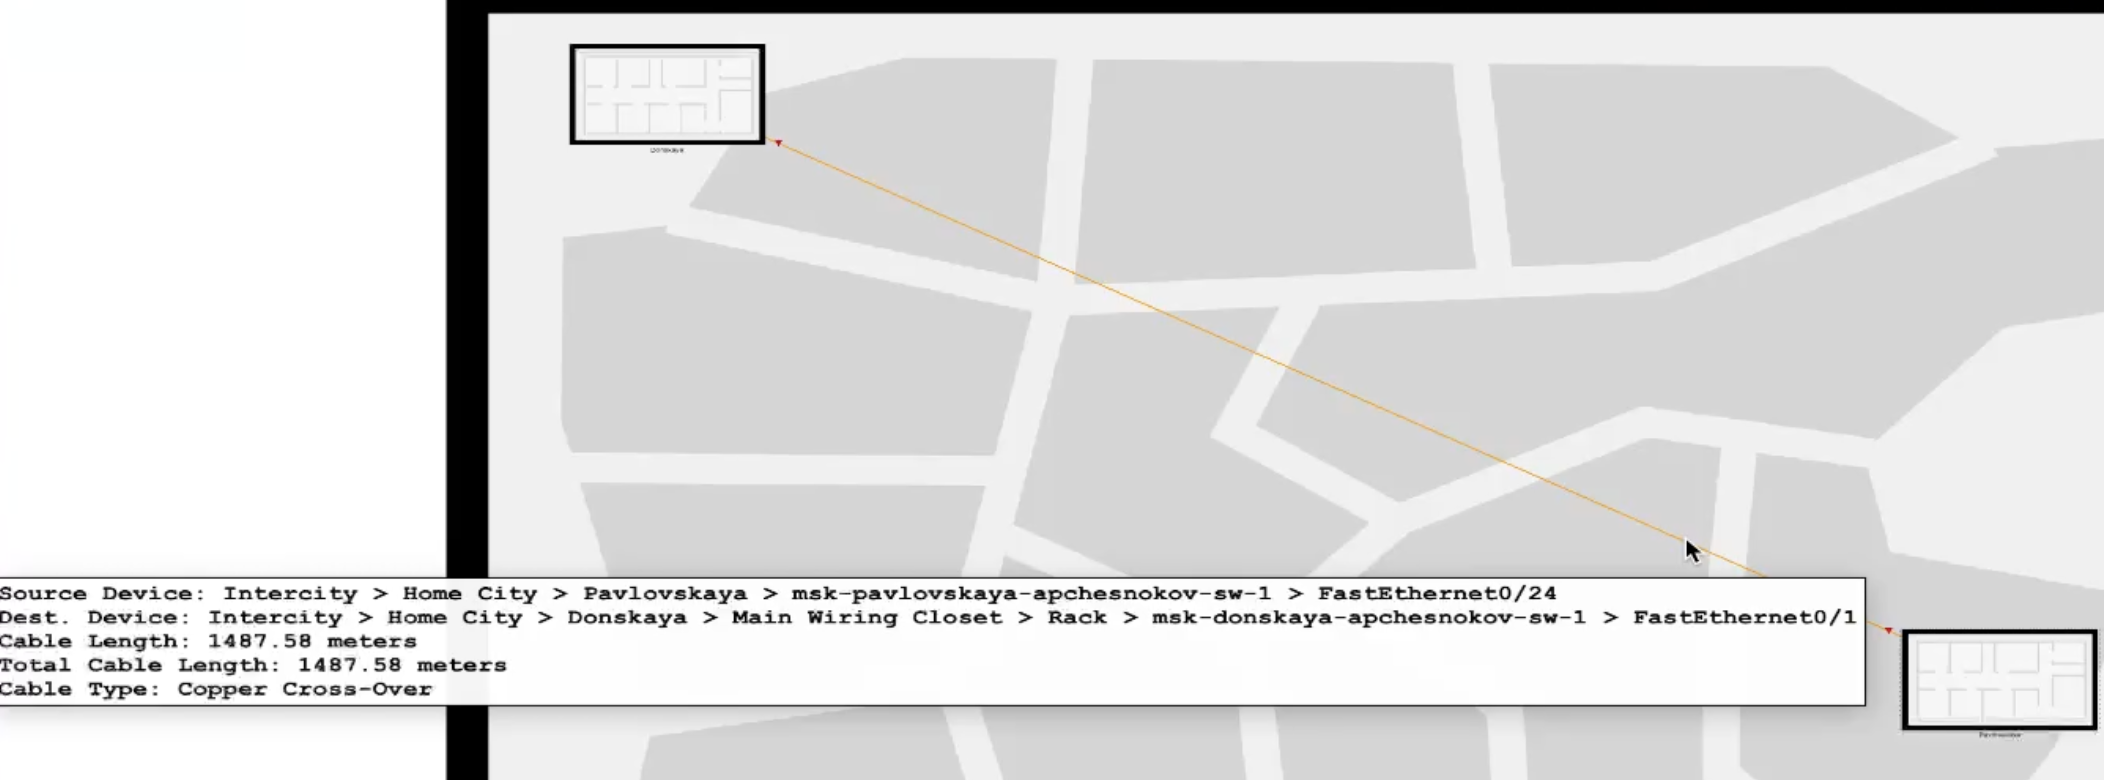 Donskaya
Source Device: Intercity > Home City > Pavlovskaya > msk-pavlovskaya-apchesnokov-sw-1 > FastEthernet0/24
Dest. Device: Intercity > Home City > Donskaya > Main Wiring Closet > Rack > msk-donskaya-apchesnokov-sw-1 > FastEthernet0/1
Cable Length: 1487.58 meters
Total Cable Length: 1487.58 meters
Cable Type: Copper Cross-Over